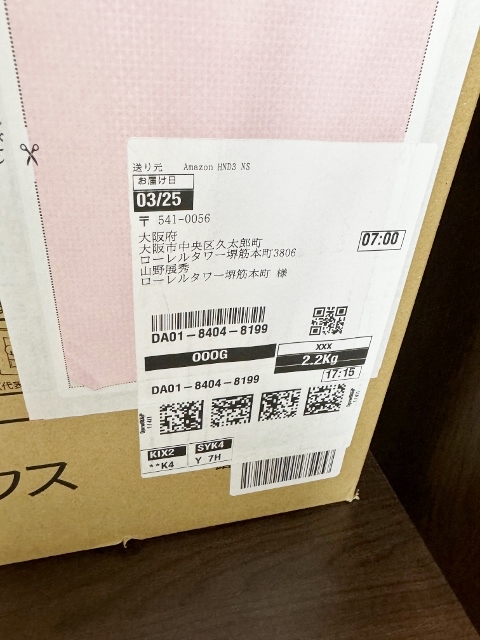 送り元 Amazon HND3 NS
お届け日
03/25
〒 541-0056
大阪府
大阪市中央区久太郎町
07:00
ローレルタワー堺筋本町3806
山野展秀
ローレルタワー堺筋本町 様
DA01-8404-8199
000G
XXX
2.2Kg
17:15
DA01-8404-8199
KIX2
SYK4
**K4
Y 7H
クス